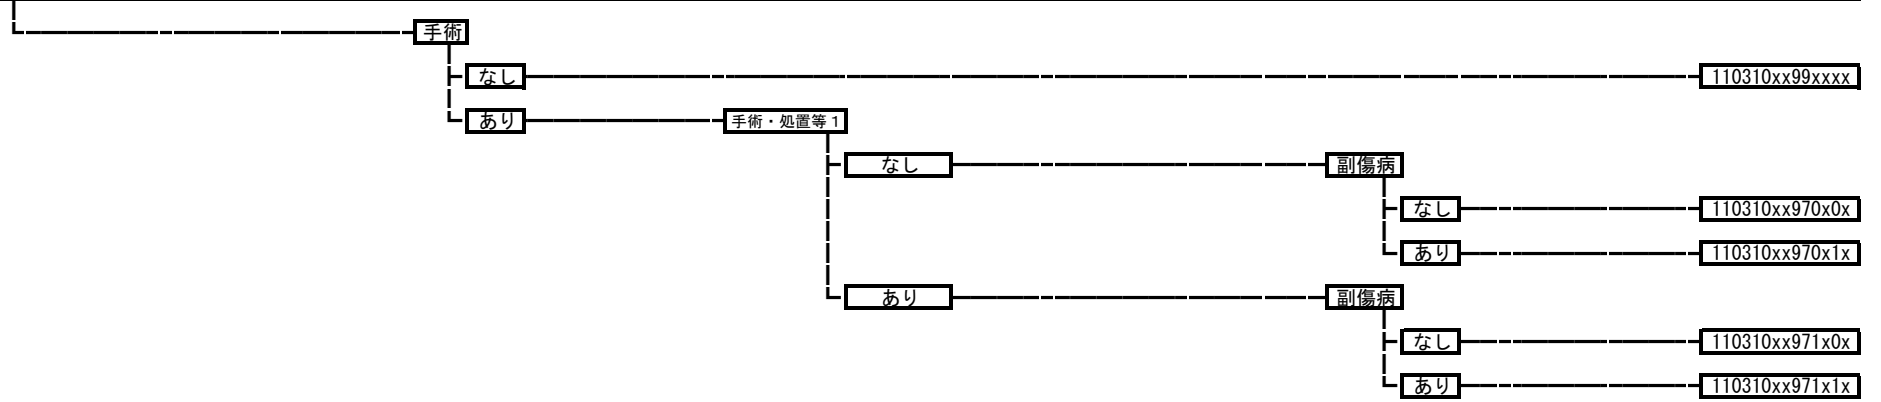 手術
なし 110310xx99xxxx
あり 手術・処置等1
なし 副傷病
なし 110310xx970x0x
あり 110310xx970x1x
あり 副傷病
なし 110310xx971x0x
あり 110310xx971x1x